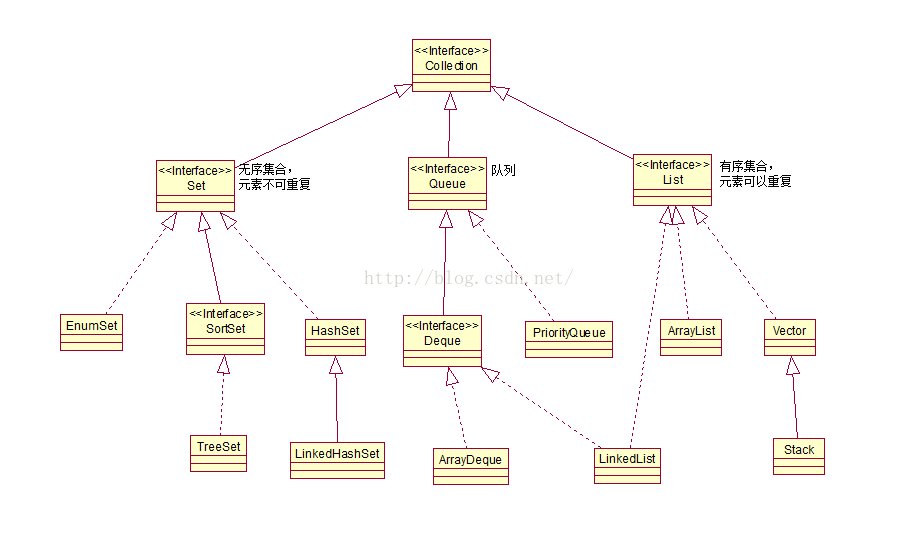 <<Interface>>
Collection
<<Interface>>
Set
无序集合，
元素不可重复
<<Interface>>
Queue
队列
<<Interface>>
List
有序集合，
元素可以重复
http://blog.csdn.net/
EnumSet
<<Interface>>
SortSet
HashSet
<<Interface>>
Deque
PriorityQueue
ArrayList
Vector
TreeSet
LinkedHashSet
ArrayDeque
LinkedList
Stack